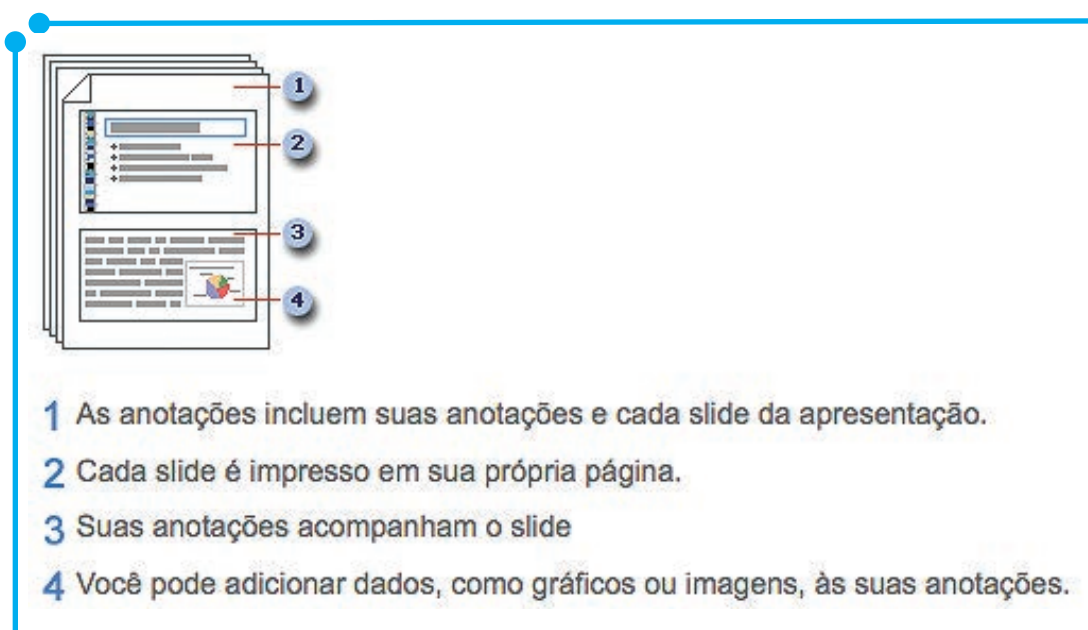 1
2
3
4
1 As anotações incluem suas anotações e cada slide da apresentação.
2 Cada slide é impresso em sua própria página.
3 Suas anotações acompanham o slide
4 Você pode adicionar dados, como gráficos ou imagens, às suas anotações.